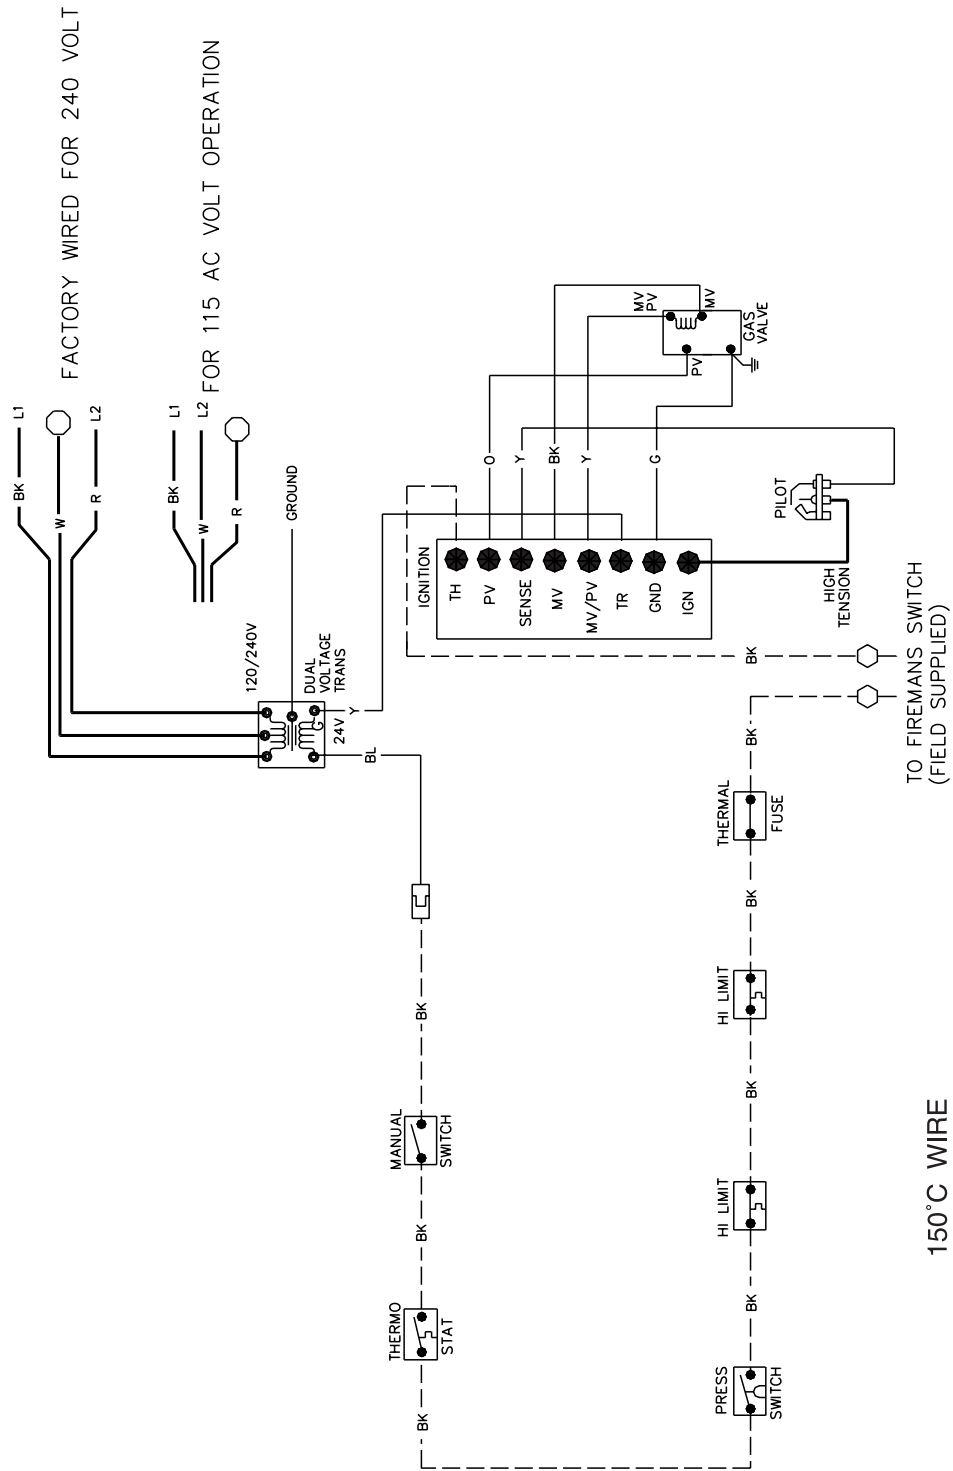 FACTORY WIRED FOR 240 VOLT
L1
BK
W
L2
R
FOR 115 AC VOLT OPERATION
L1
BK
L2
W
R
GROUND
120/240V
DUAL
VOLTAGE
TRANS
G
24V
Y
BL
IGNITION
TH
PV
SENSE
MV
MV/PV
TR
GND
IGN
O
Y
BK
Y
G
MV
PV
MV
PV
GAS
VALVE
PILOT
HIGH
TENSION
BK
TO FIREMANS SWITCH
(FIELD SUPPLIED)
BK
THERMAL
FUSE
BK
HI LIMIT
BK
HI LIMIT
BK
PRESS
SWITCH
BK
MANUAL
SWITCH
BK
THERMO
STAT
BK
150°C WIRE